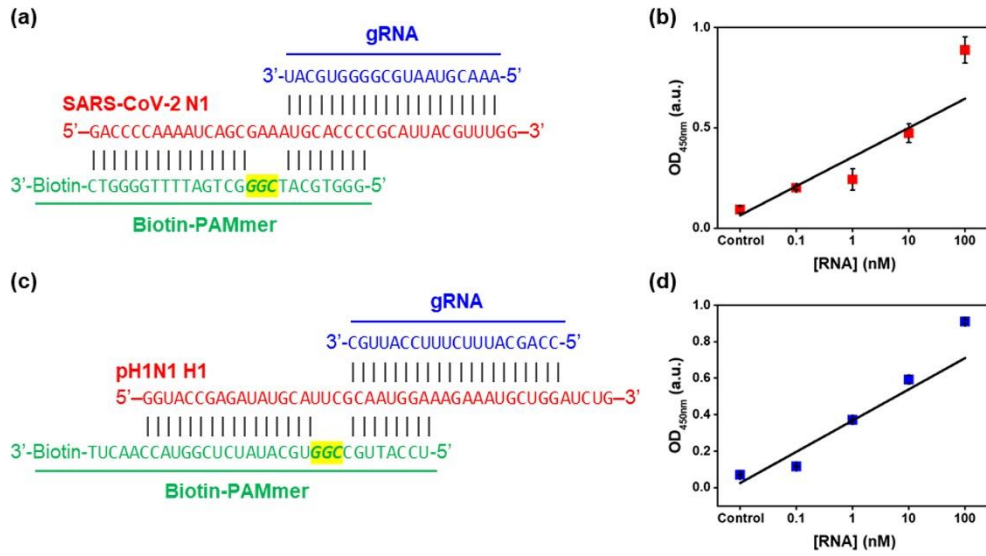 (a)
gRNA
3'-UACGUGGGGCGUAAUGCAAA-5'
SARS-CoV-2 N1
5'–GACCCCAAAAUCAGCGAAAUGCACCCCGCAUUACGUUUGG–3'
3'-Biotin-CTGGGGTTTTAGTCGGGCTACGTGGG-5'
Biotin-PAMmer
(b)
OD450nm (a.u.)
1.0
0.5
0.0
Control
0.1
1
10
100
[RNA] (nM)
(c)
gRNA
3'-CGUUACCUUUCUUUACGACC-5'
pH1N1 H1
5'–GGUACCGAGAUAUGCAUUCGCAAUGGAAAGAAAUGCUGGAUCUG–3'
3'-Biotin-TUCAACCAUGGCUCUAUACGUGGCCGUTACCU-5'
Biotin-PAMmer
(d)
OD450nm (a.u.)
1.0
0.8
0.6
0.4
0.2
0.0
Control
0.1
1
10
100
[RNA] (nM)